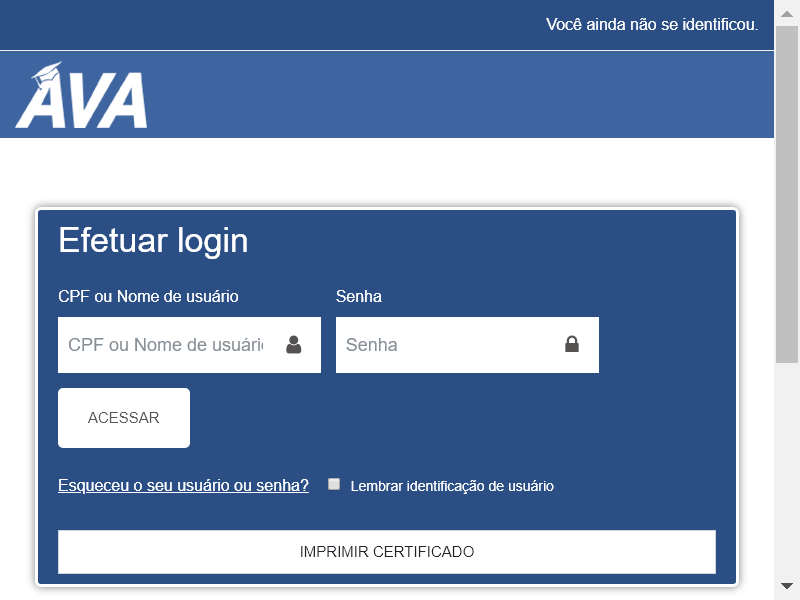 Você ainda não se identificou.
AVA
Efetuar login
CPF ou Nome de usuário
Senha
CPF ou Nome de usuári
Senha
ACESSAR
Esqueceu o seu usuário ou senha?
Lembrar identificação de usuário
IMPRIMIR CERTIFICADO